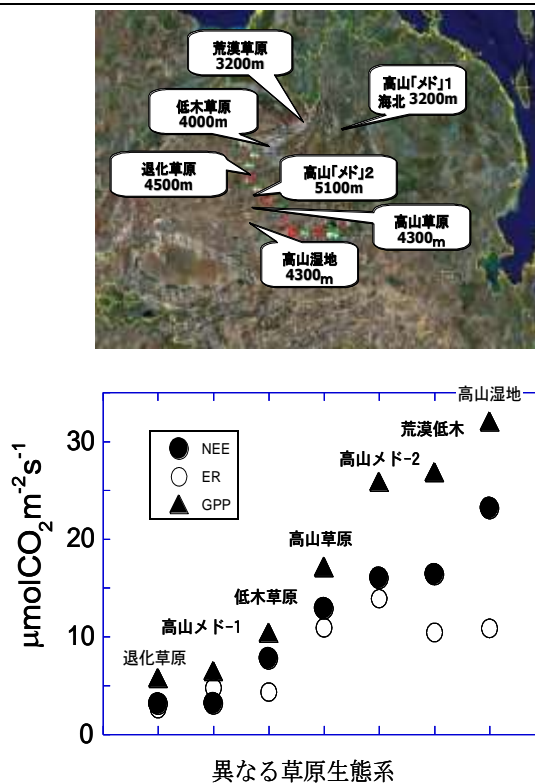 荒漠草原
3200m
高山「メド」1
海北 3200m
低木草原
4000m
退化草原
4500m
高山「メド」2
5100m
高山草原
4300m
高山湿地
4300m
高山湿地
荒漠低木
高山メド-2
高山草原
低木草原
高山メド-1
退化草原
NEE
ER
GPP
30
20
10
0
μmolCO2m-2s-1
異なる草原生態系